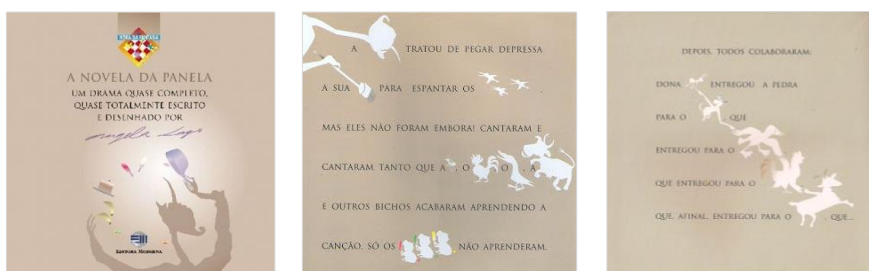 A NOVELA DA PANELA
UM DRAMA QUASE COMPLETO,
QUASE TOTALMENTE ESCRITO
E DESENHADO POR
angela Lago
EDITORA MODERNA
A TRATOU DE PEGAR DEPRESSA
A SUA PARA ESPANTAR OS .
MAS ELES NÃO FORAM EMBORA! CANTARAM E
CANTARAM TANTO QUE A , O , O , A
E OUTROS BICHOS ACABARAM APRENDENDO A
CANÇÃO. SÓ OS NÃO APRENDERAM.
DEPOIS, TODOS COLABORARAM:
DONA ENTREGOU A PEDRA
PARA O , QUE
ENTREGOU PARA O
QUE ENTREGOU PARA O
QUE, AFINAL, ENTREGOU PARA O , QUE...